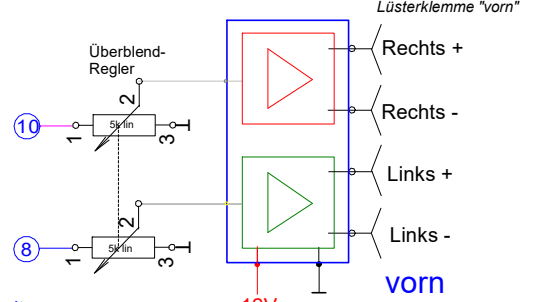 Lüsterklemme "vorn"
Überblend-
Regler
Rechts +
2
10
1
5k lin
3
Rechts -
Links +
2
Links -
8
1
5k lin
3
vorn